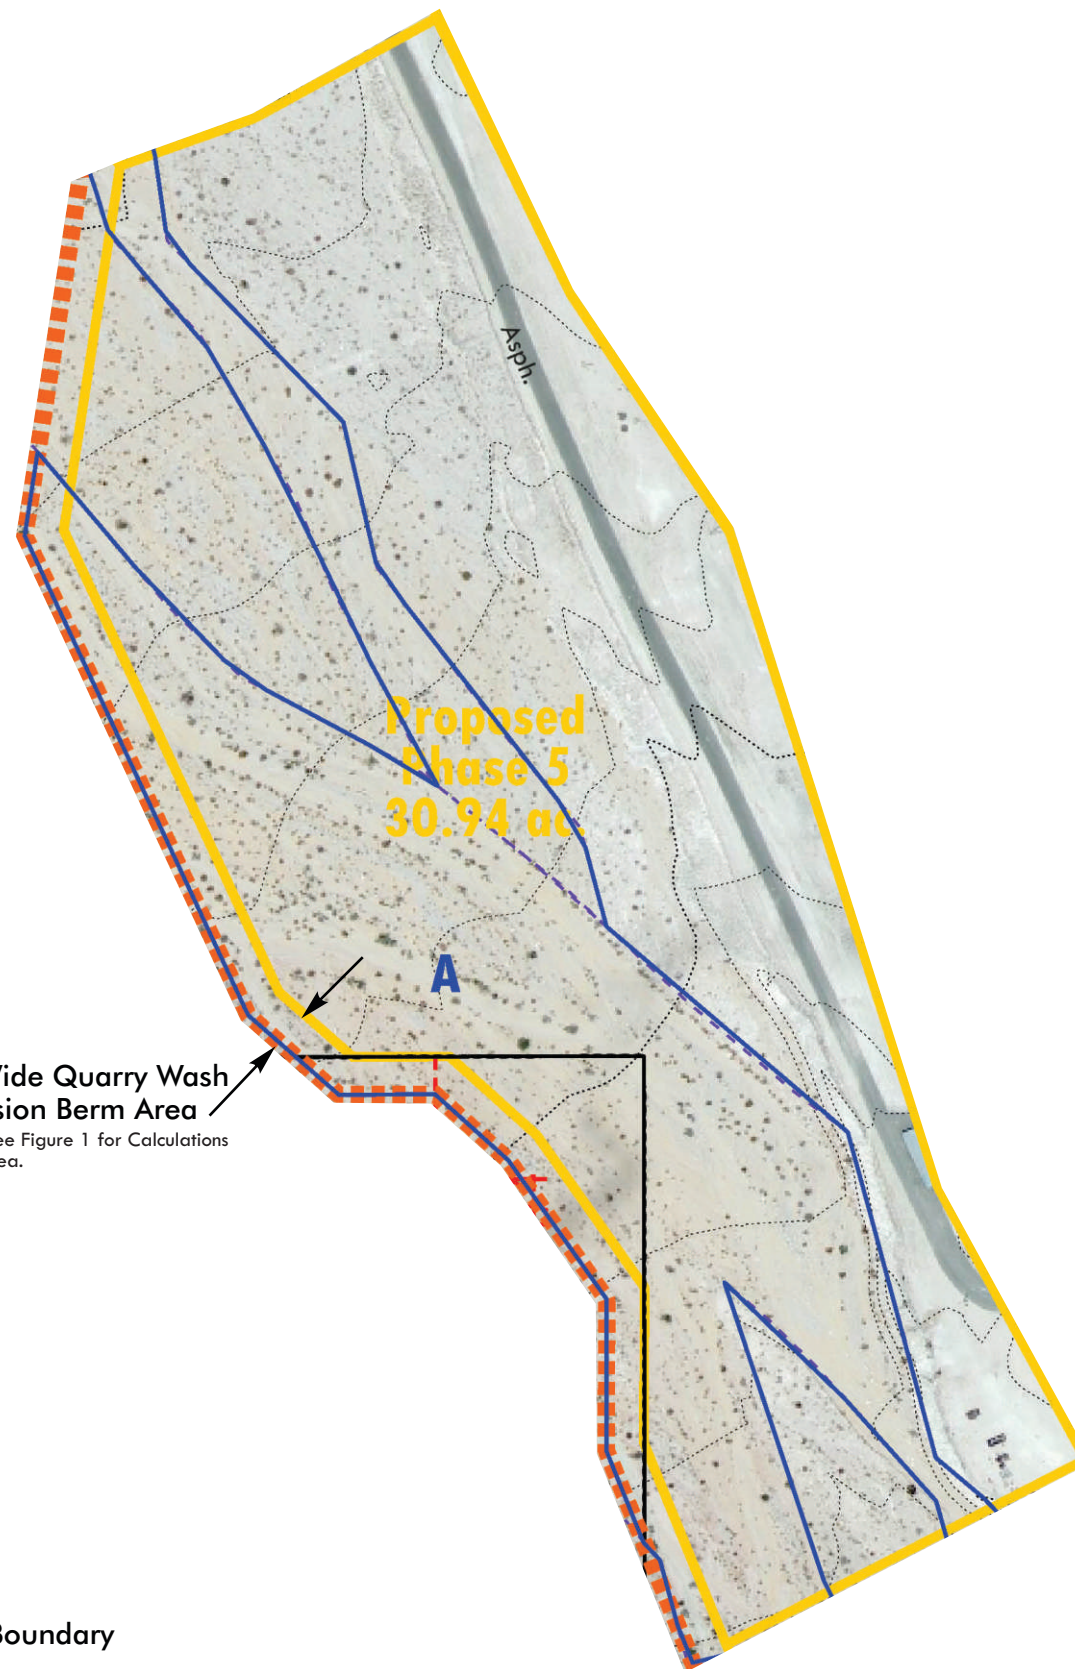 Asph.
Proposed
Phase 5
30.94 ac.
A
Wide Quarry Wash
sion Berm Area
ee Figure 1 for Calculations
ea.
Boundary